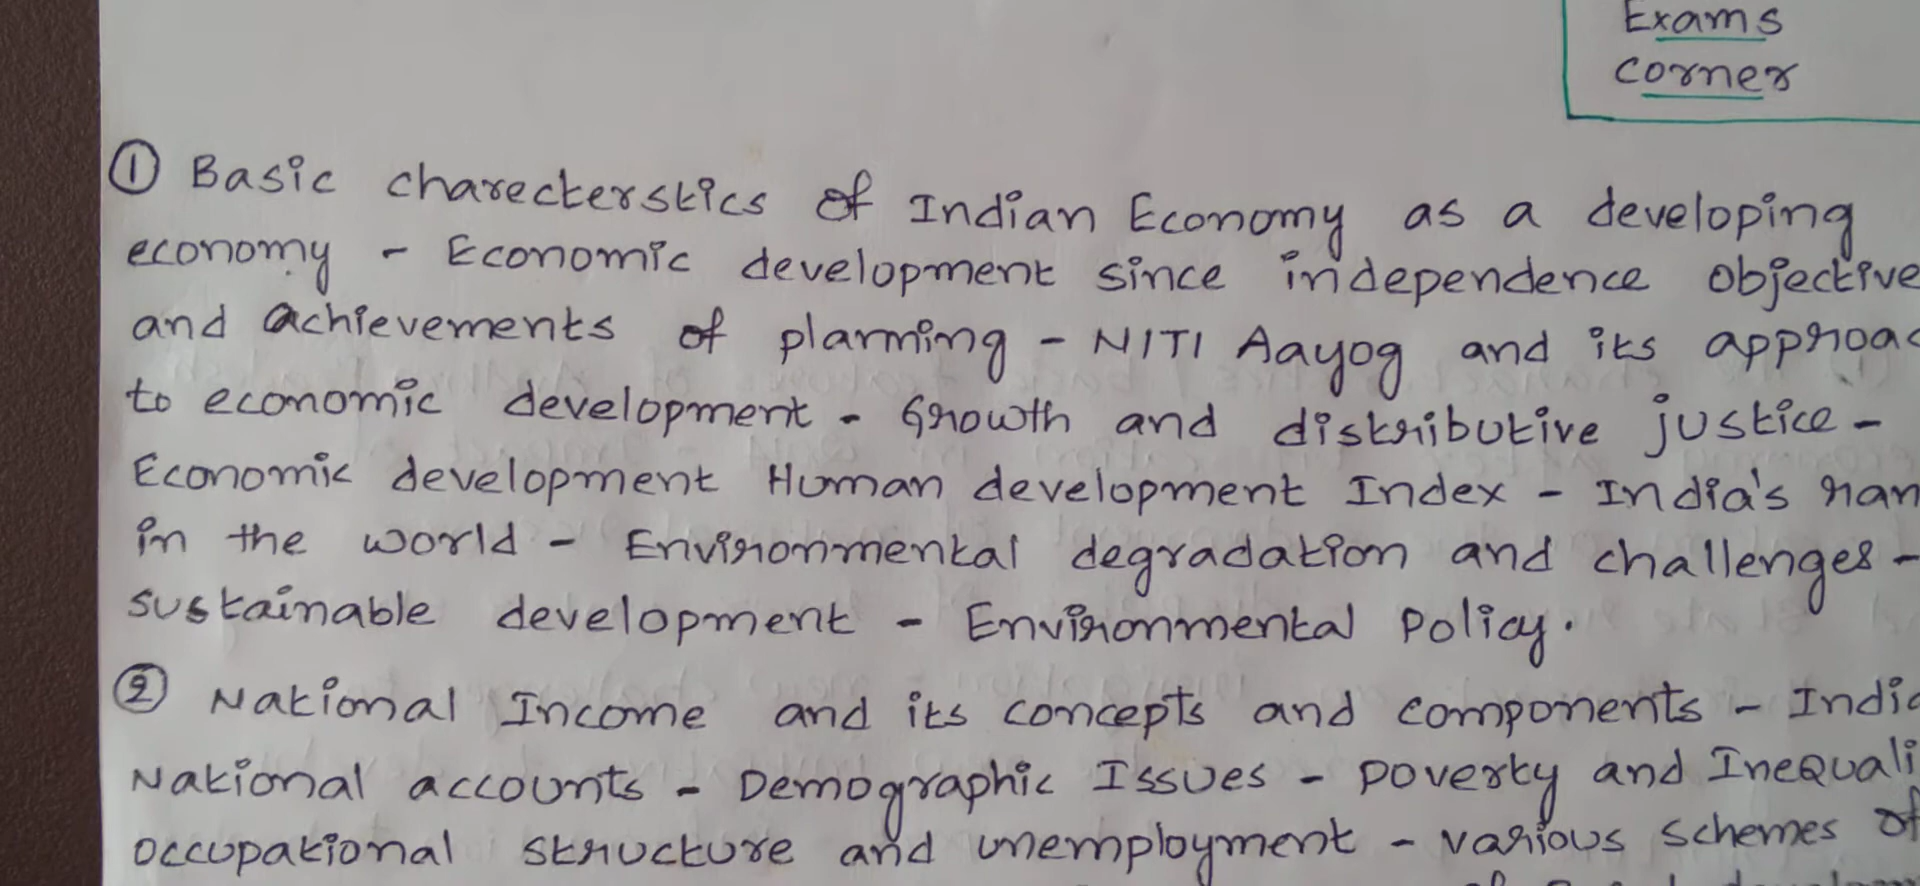 Exams
corner
① Basic charecterstics of Indian Economy as a developing
economy - Economic development since independence objective
and achievements of planning - NITI Aayog and its approac
to economic development - Growth and distributive justice -
Economic development Human development Index - India's ran
in the world - Environmental degradation and challenges -
sustainable development - Environmental policy.
② National Income and its concepts and components - India
National accounts - Demographic Issues - poverty and Inequali
occupational structure and unemployment - various schemes of